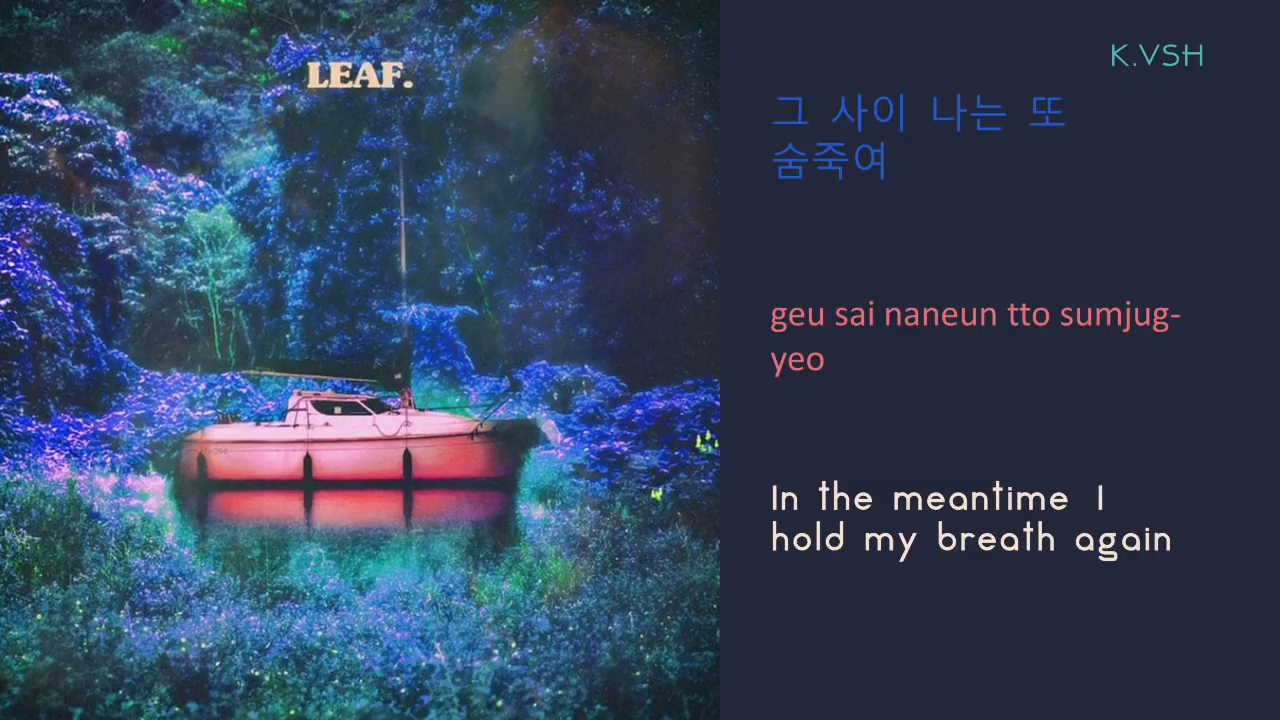 LEAF.
K.VSH
그 사이 나는 또
숨죽여
geu sai naneun tto sumjug-
yeo
In the meantime I
hold my breath again